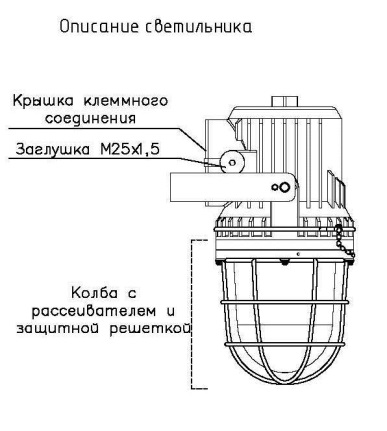 Описание светильника
Крышка клеммного
соединения
Заглушка М25х1,5
Колба с
рассеивателем и
защитной решеткой